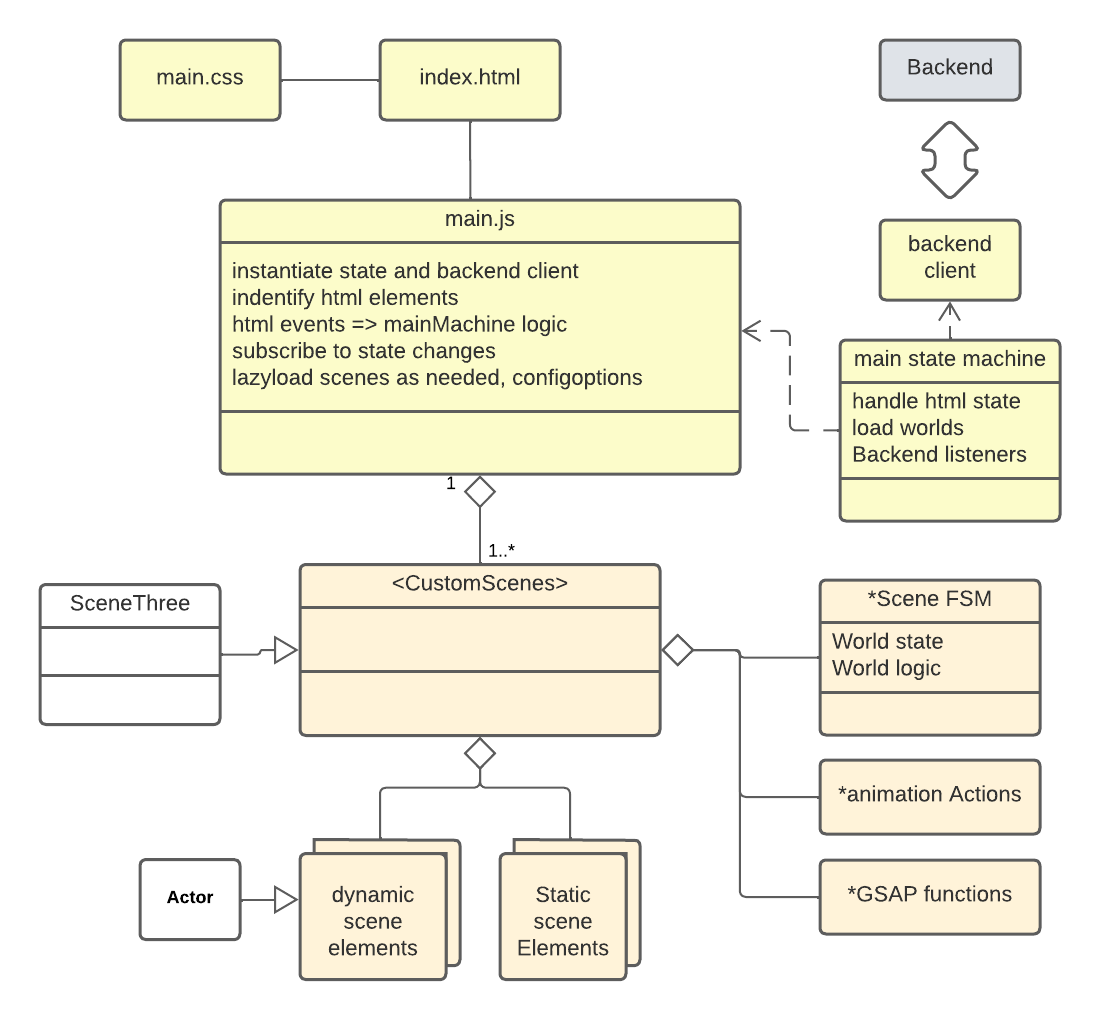 main.css
index.html
Backend
main.js
instantiate state and backend client
indentify html elements
html events => mainMachine logic
subscribe to state changes
lazyload scenes as needed, configoptions
backend
client
main state machine
handle html state
load worlds
Backend listeners
1
1..*
SceneThree
<CustomScenes>
*Scene FSM
World state
World logic
*animation Actions
*GSAP functions
Actor
dynamic
scene
elements
Static
scene
Elements